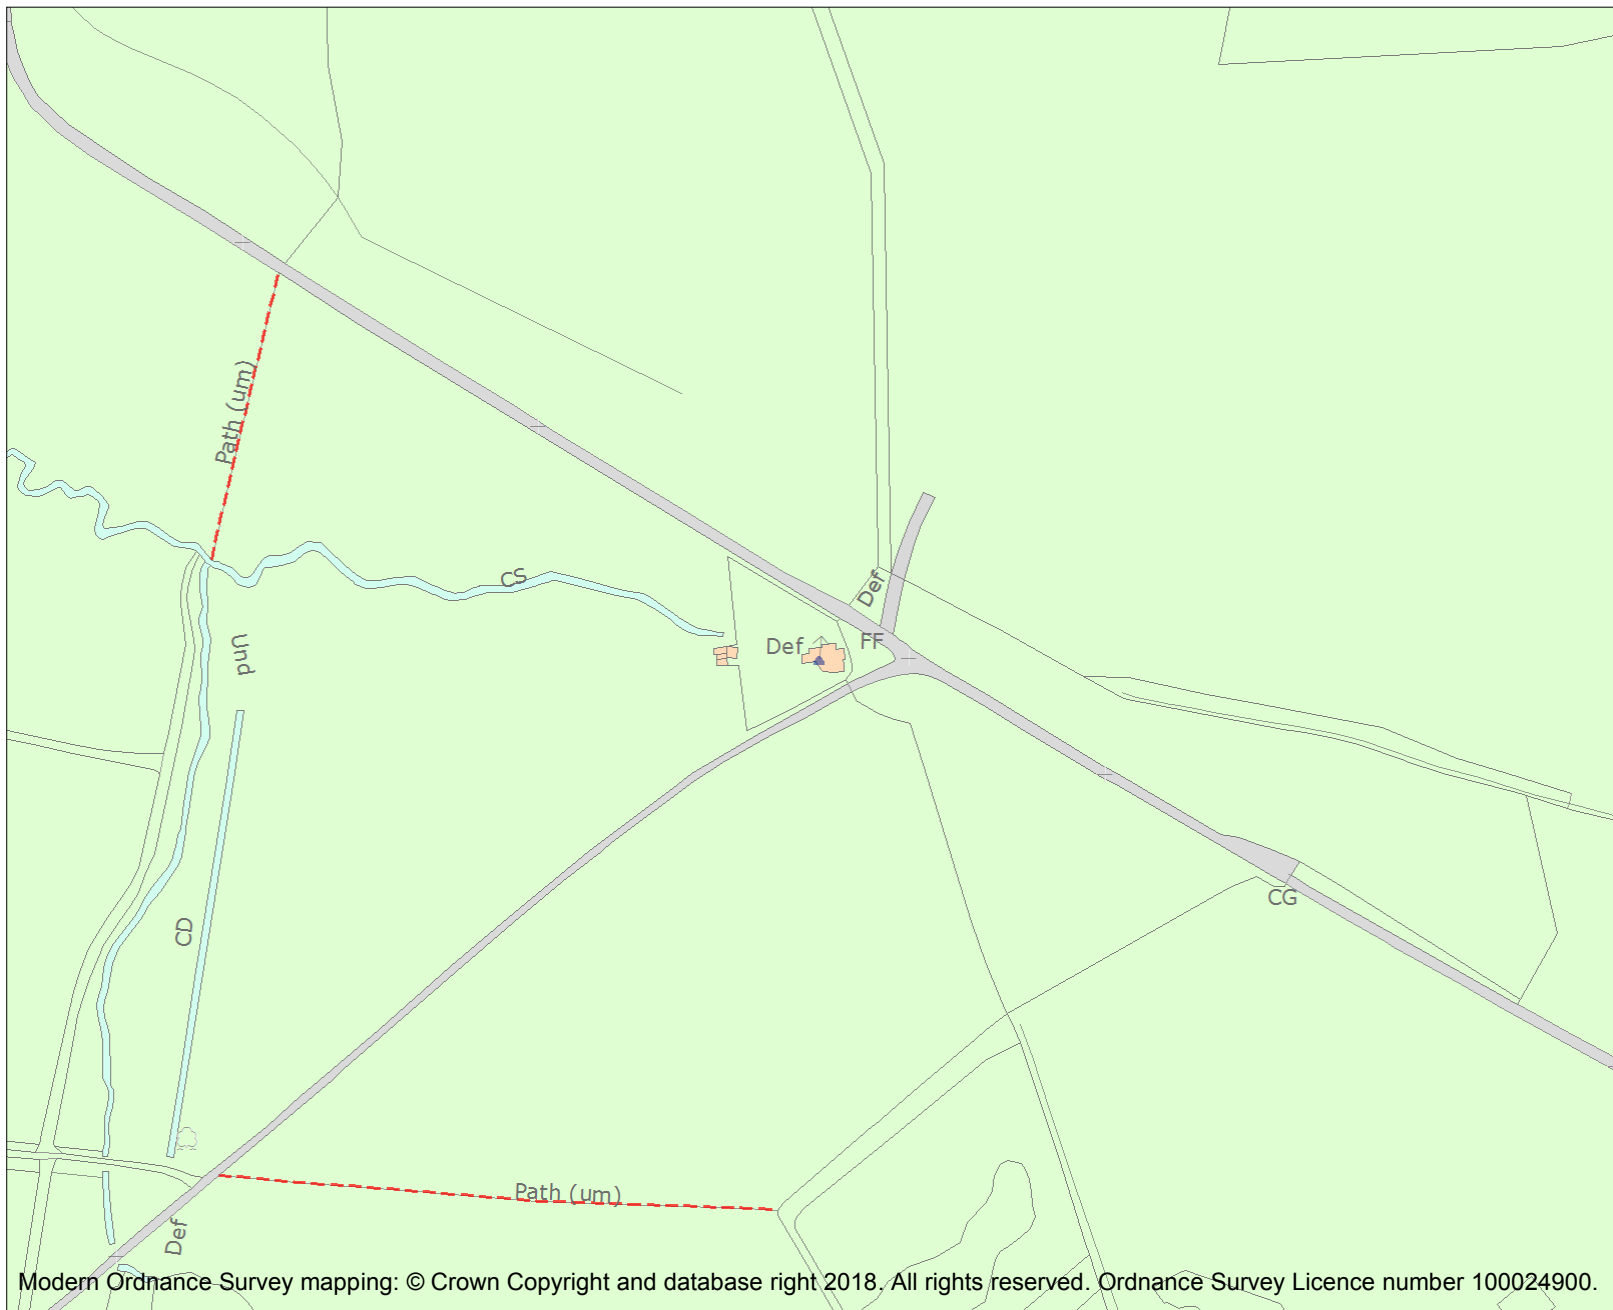 Path (um)
CS
Def
Und
Def
FF
CG
CD
Path (um)
Def
Modern Ordnance Survey mapping: © Crown Copyright and database right 2018. All rights reserved. Ordnance Survey Licence number 100024900.